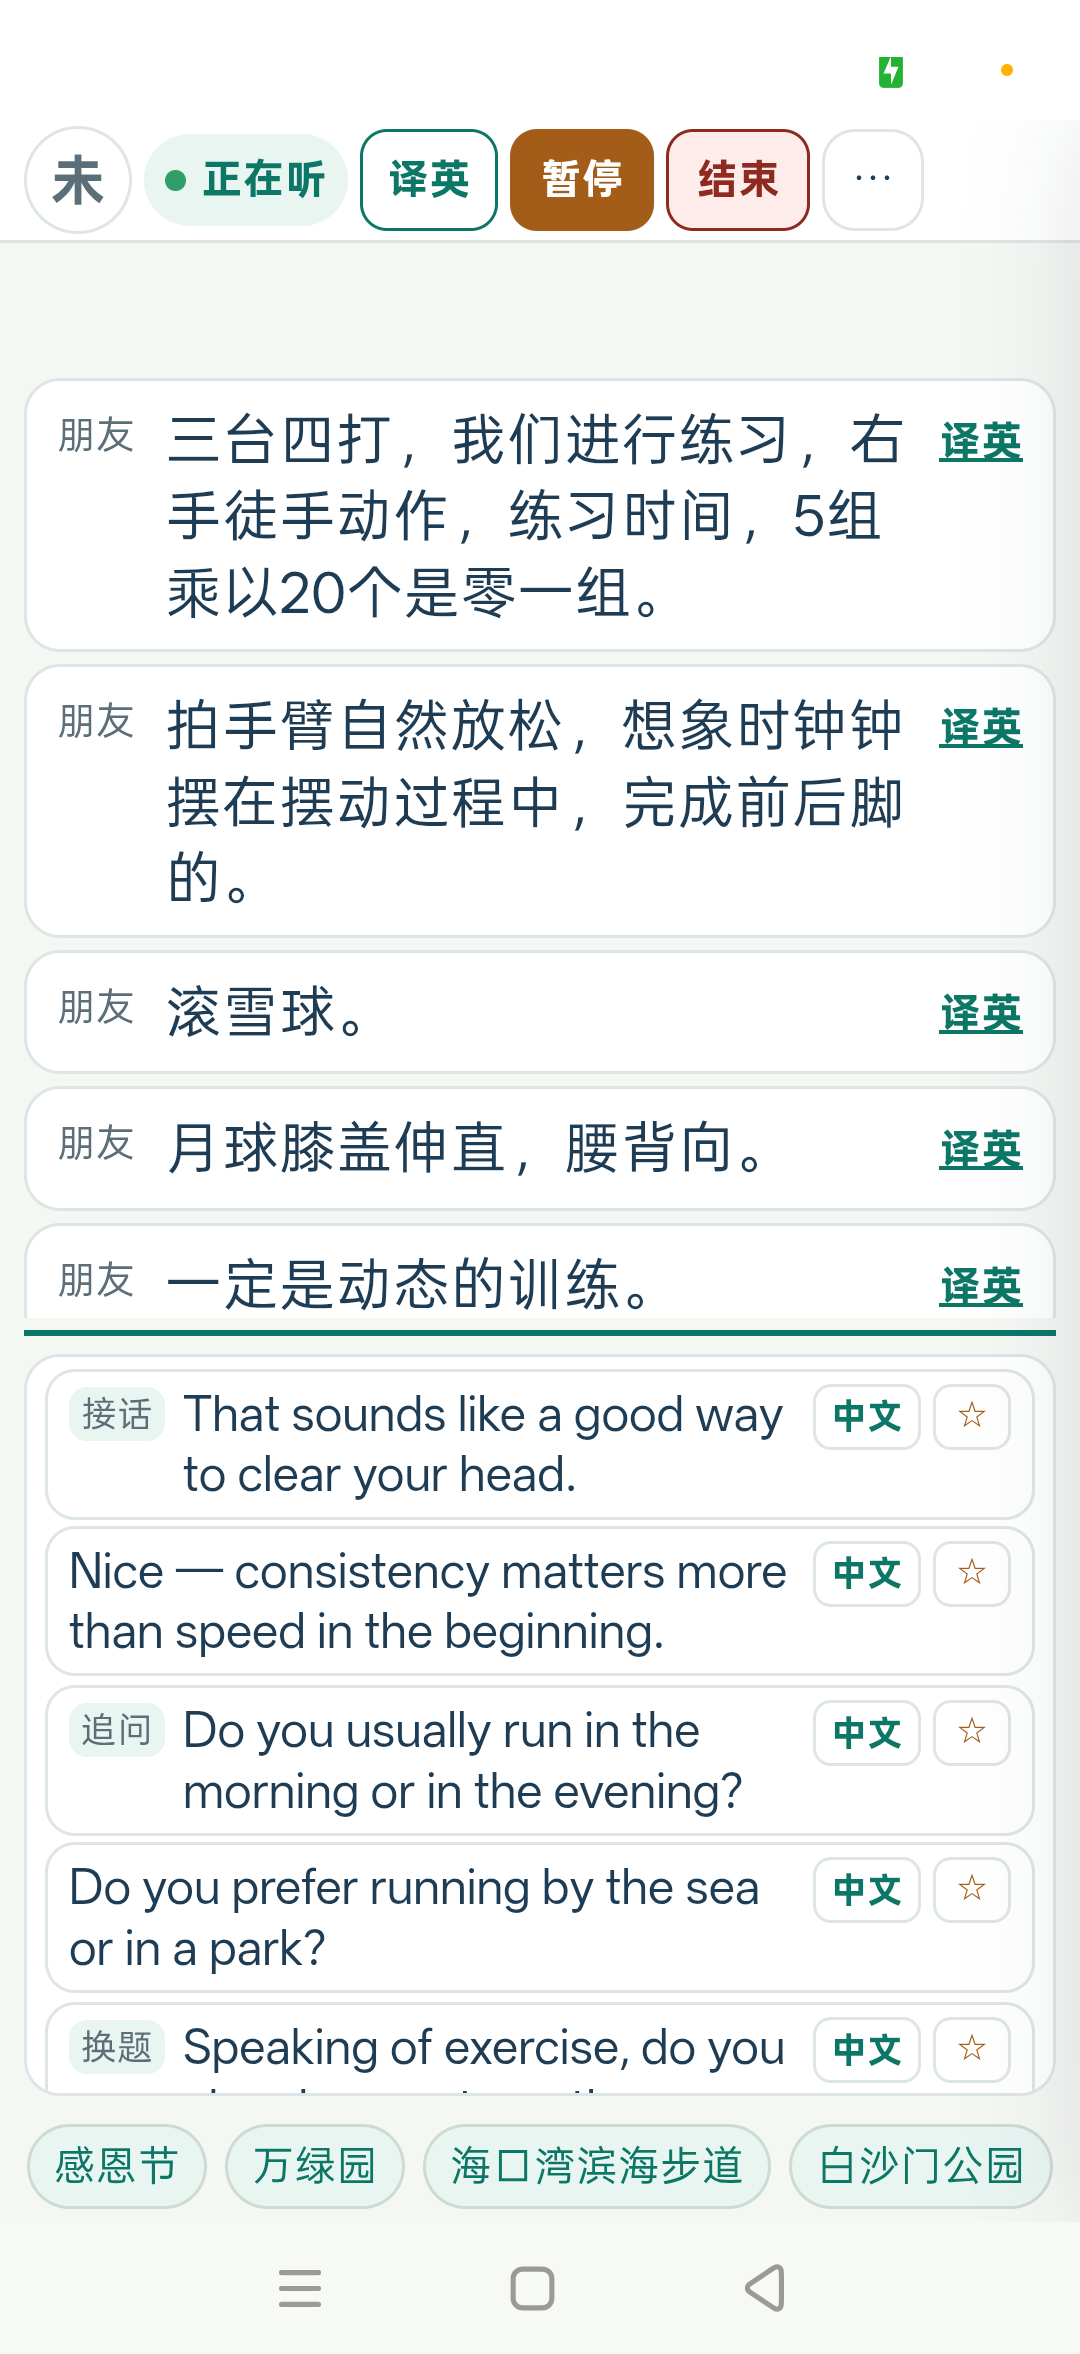 未 正在听 译英 暂停 结束 ...
朋友 三台四打，我们进行练习，右 译英
手徒手动作，练习时间，5组
乘以20个是零一组。
朋友 拍手臂自然放松，想象时钟钟 译英
摆在摆动过程中，完成前后脚
的。
朋友 滚雪球。 译英
朋友 月球膝盖伸直，腰背向。 译英
朋友 一定是动态的训练。 译英
接话 That sounds like a good way 中文 ☆
to clear your head.
Nice — consistency matters more 中文 ☆
than speed in the beginning.
追问 Do you usually run in the 中文 ☆
morning or in the evening?
Do you prefer running by the sea 中文 ☆
or in a park?
换题 Speaking of exercise, do you 中文 ☆
感恩节 万绿园 海口湾滨海步道 白沙门公园